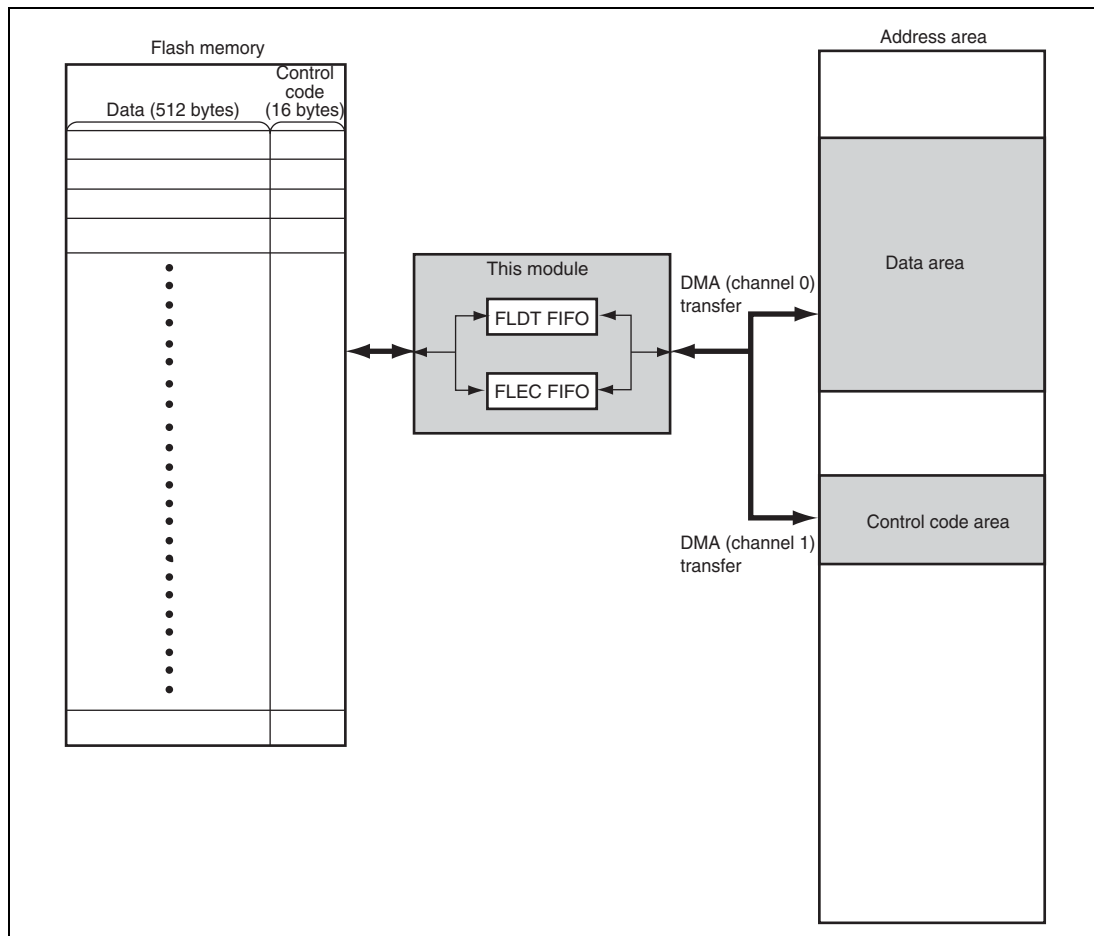 Flash memory
Control
code
Data (512 bytes)
(16 bytes)
This module
FLDT FIFO
FLEC FIFO
DMA (channel 0)
transfer
DMA (channel 1)
transfer
Address area
Data area
Control code area